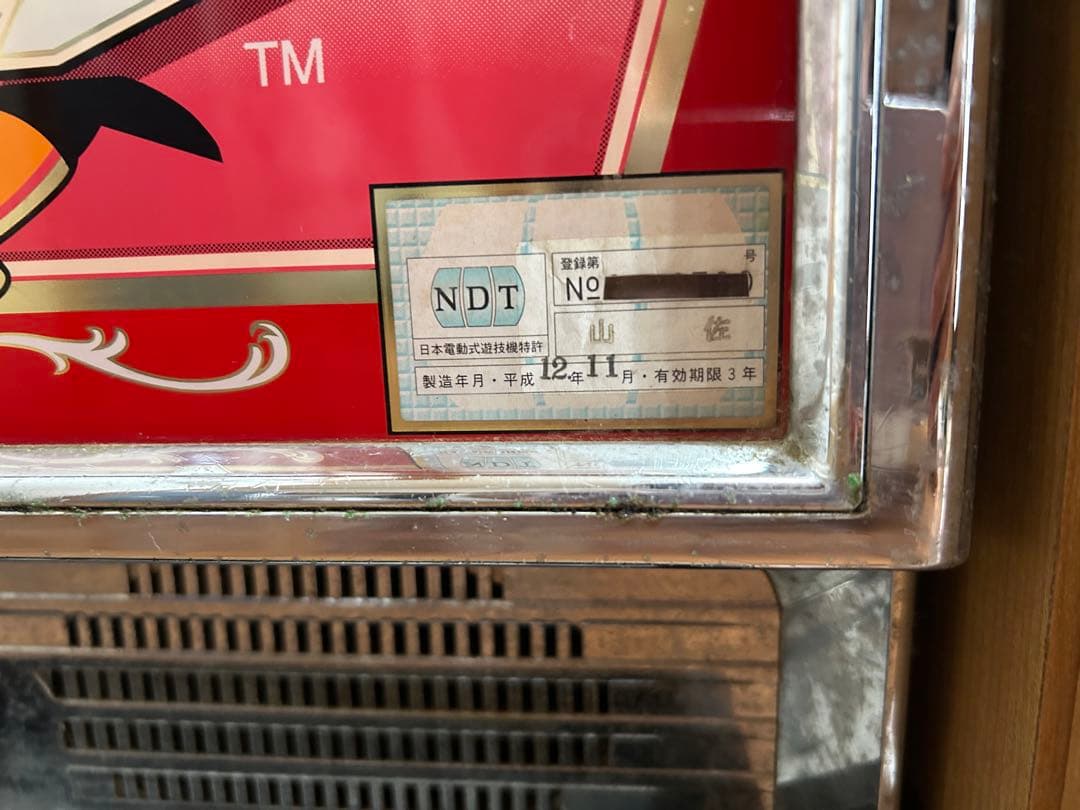 TM
NDT
日本電動式遊技機特許
登録第 号
No
山佐
製造年月・平成12.年11月・有効期限3年